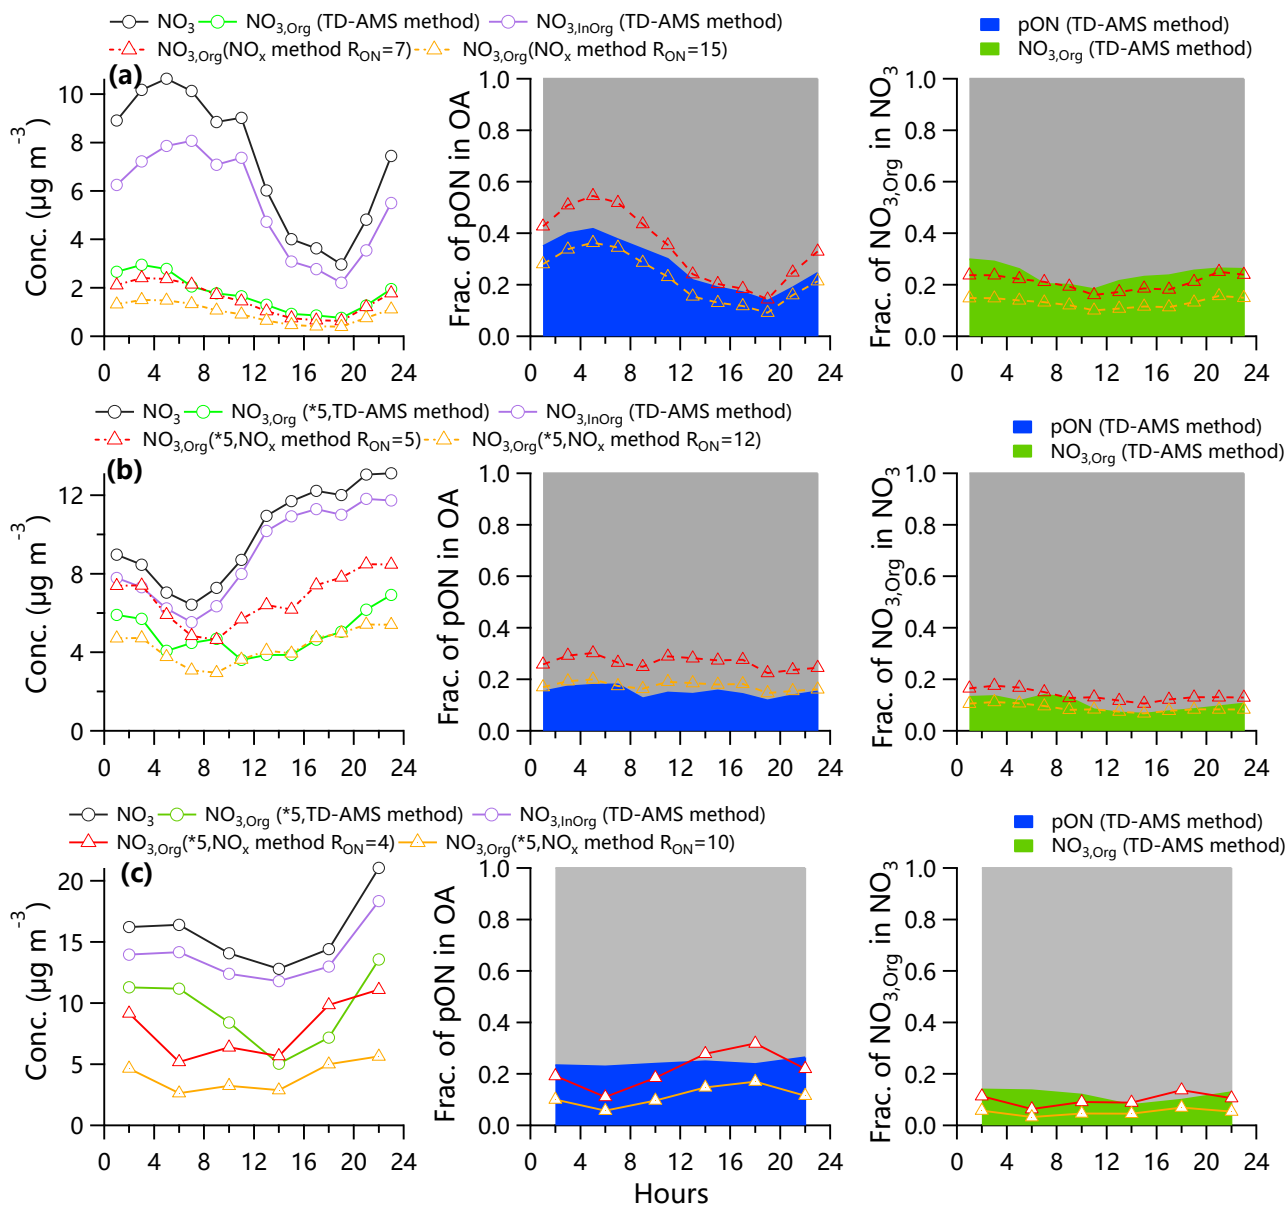 NO3 NO3,Org (TD-AMS method) NO3,InOrg (TD-AMS method)
NO3,Org(NOx method RON=7) NO3,Org(NOx method RON=15)
pON (TD-AMS method)
NO3,Org (TD-AMS method)
(a)
Conc. (µg m−3)
10
8
6
4
2
0
0 4 8 12 16 20 24
Frac. of pON in OA
1.0
0.8
0.6
0.4
0.2
0.0
0 4 8 12 16 20 24
Frac. of NO3,Org in NO3
1.0
0.8
0.6
0.4
0.2
0.0
0 4 8 12 16 20 24
NO3 NO3,Org (*5,TD-AMS method) NO3,InOrg (TD-AMS method)
NO3,Org(*5,NOx method RON=5) NO3,Org(*5,NOx method RON=12)
pON (TD-AMS method)
NO3,Org (TD-AMS method)
(b)
Conc. (µg m−3)
12
8
4
0
0 4 8 12 16 20 24
Frac. of pON in OA
1.0
0.8
0.6
0.4
0.2
0.0
0 4 8 12 16 20 24
Frac. of NO3,Org in NO3
1.0
0.8
0.6
0.4
0.2
0.0
0 4 8 12 16 20 24
NO3 NO3,Org (*5,TD-AMS method) NO3,InOrg (TD-AMS method)
NO3,Org(*5,NOx method RON=4) NO3,Org(*5,NOx method RON=10)
pON (TD-AMS method)
NO3,Org (TD-AMS method)
(c)
Conc. (µg m−3)
20
15
10
5
0
0 4 8 12 16 20 24
Frac. of pON in OA
1.0
0.8
0.6
0.4
0.2
0.0
0 4 8 12 16 20 24
Frac. of NO3,Org in NO3
1.0
0.8
0.6
0.4
0.2
0.0
0 4 8 12 16 20 24
Hours